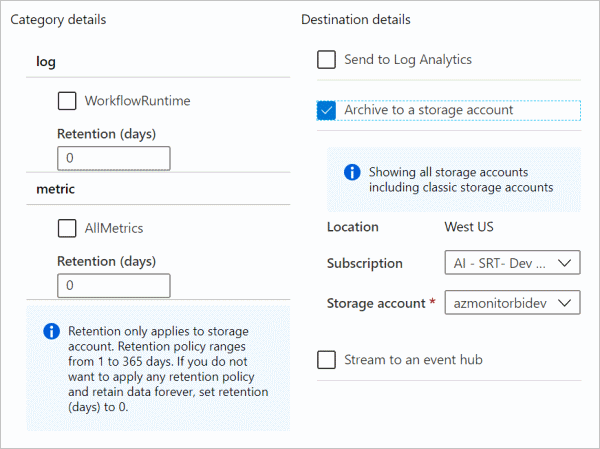 Category details
log
WorkflowRuntime
Retention (days)
0
metric
AllMetrics
Retention (days)
0
Retention only applies to storage
account. Retention policy ranges
from 1 to 365 days. If you do not
want to apply any retention policy
and retain data forever, set retention
(days) to 0.
Destination details
Send to Log Analytics
Archive to a storage account
Showing all storage accounts
including classic storage accounts
Location West US
Subscription AI - SRT- Dev ...
Storage account * azmonitorbidev
Stream to an event hub